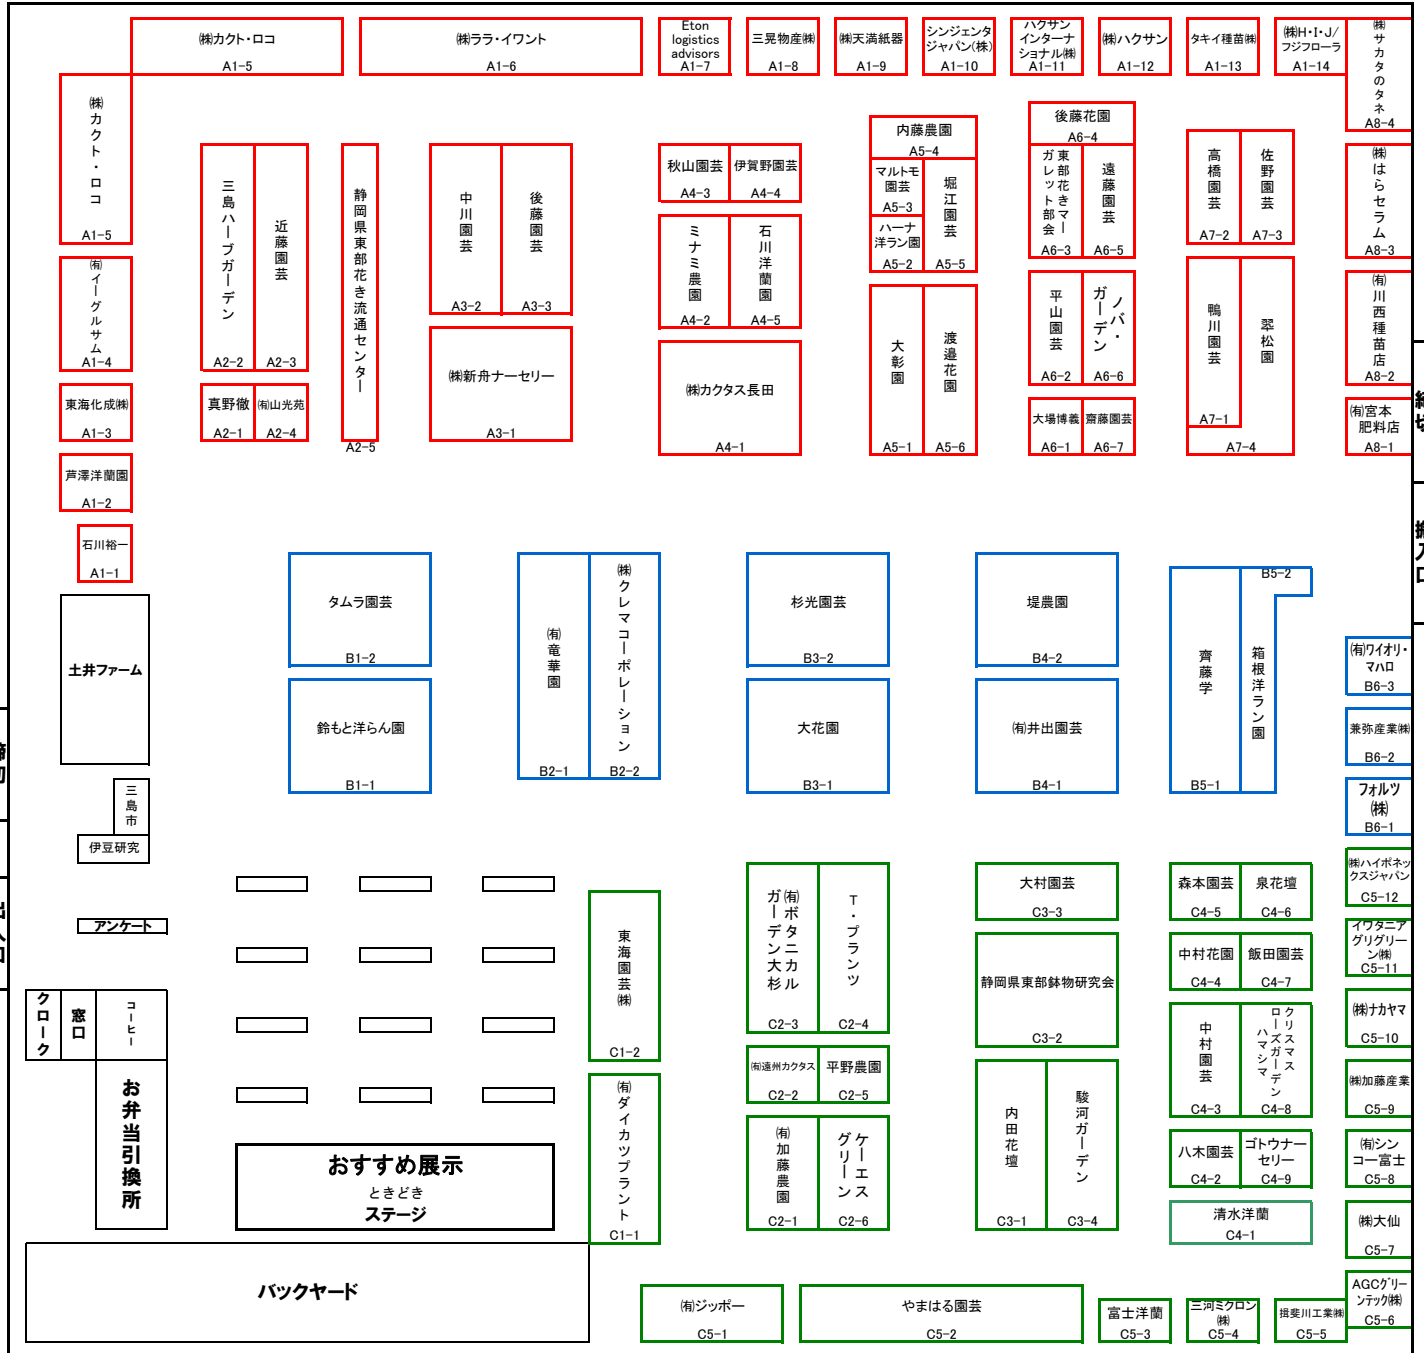 ㈱カクト・ロコ
A1-5
㈱ララ・イワント
A1-6
Eton
logistics
advisors
A1-7
三晃物産㈱
A1-8
㈱天満紙器
A1-9
シンジェンタ
ジャパン(株)
A1-10
ハクサン
インターナ
ショナル㈱
A1-11
㈱ハクサン
A1-12
タキイ種苗㈱
A1-13
㈱H・I・J/
フジフローラ
A1-14
㈱サカタのタネ
A8-4
㈱カクト・ロコ
A1-5
㈲イーグルサム
A1-4
東海化成㈱
A1-3
芦澤洋蘭園
A1-2
石川裕一
A1-1
三島ハーブガーデン
A2-2
近藤園芸
A2-3
真野徹
A2-1
㈲山光苑
A2-4
静岡県東部花き流通センター
A2-5
中川園芸
A3-2
後藤園芸
A3-3
㈱新舟ナーセリー
A3-1
秋山園芸
A4-3
伊賀野園芸
A4-4
ミナミ農園
A4-2
石川洋蘭園
A4-5
㈱カクタス長田
A4-1
内藤農園
A5-4
マルトモ
園芸
A5-3
ハーナ
洋ラン園
A5-2
堀江園芸
A5-5
大彰園
A5-1
渡邉花園
A5-6
後藤花園
A6-4
東部花きマー
ガレット部会
A6-3
遠藤園芸
A6-5
平山園芸
A6-2
ノバ・
ガーデン
A6-6
大場博義
A6-1
齋藤園芸
A6-7
高橋園芸
A7-2
佐野園芸
A7-3
鴨川園芸
A7-1
翠松園
A7-4
㈱はらセラム
A8-3
㈲川西種苗店
A8-2
㈲宮本
肥料店
A8-1
搬入口
土井ファーム
三島市
伊豆研究
アンケート
クローク
窓口
コーヒー
お弁当引換所
タムラ園芸
B1-2
鈴もと洋らん園
B1-1
㈲竜華園
B2-1
㈱クレマコーポレーション
B2-2
杉光園芸
B3-2
大花園
B3-1
堤農園
B4-2
㈲井出園芸
B4-1
齊藤学
B5-1
B5-2
箱根洋ラン園
㈲ワイオリ・
マハロ
B6-3
兼弥産業㈱
B6-2
フォルツ
㈱
B6-1
東海園芸㈱
C1-2
㈲ダイカツプラント
C1-1
㈲ボタニカル
ガーデン大杉
C2-3
T・プランツ
C2-4
㈲遠州カクタス
C2-2
平野農園
C2-5
㈲加藤農園
C2-1
ケーエス
グリーン
C2-6
大村園芸
C3-3
静岡県東部鉢物研究会
C3-2
内田花壇
C3-1
駿河ガーデン
C3-4
森本園芸
C4-5
泉花壇
C4-6
中村花園
C4-4
飯田園芸
C4-7
中村園芸
C4-3
クリスマス
ローズガーデン
ハマシマ
C4-8
八木園芸
C4-2
ゴトウナー
セリー
C4-9
清水洋蘭
C4-1
㈱ハイポネッ
クスジャパン
C5-12
イワタニア
グリグリー
ン㈱
C5-11
㈱ナカヤマ
C5-10
㈱加藤産業
C5-9
㈲シン
コー富士
C5-8
㈱大仙
C5-7
AGCグリー
ンテック㈱
C5-6
おすすめ展示
ときどき
ステージ
バックヤード
㈲ジッポー
C5-1
やまはる園芸
C5-2
富士洋蘭
C5-3
三河ミクロン
㈱
C5-4
揖斐川工業㈱
C5-5